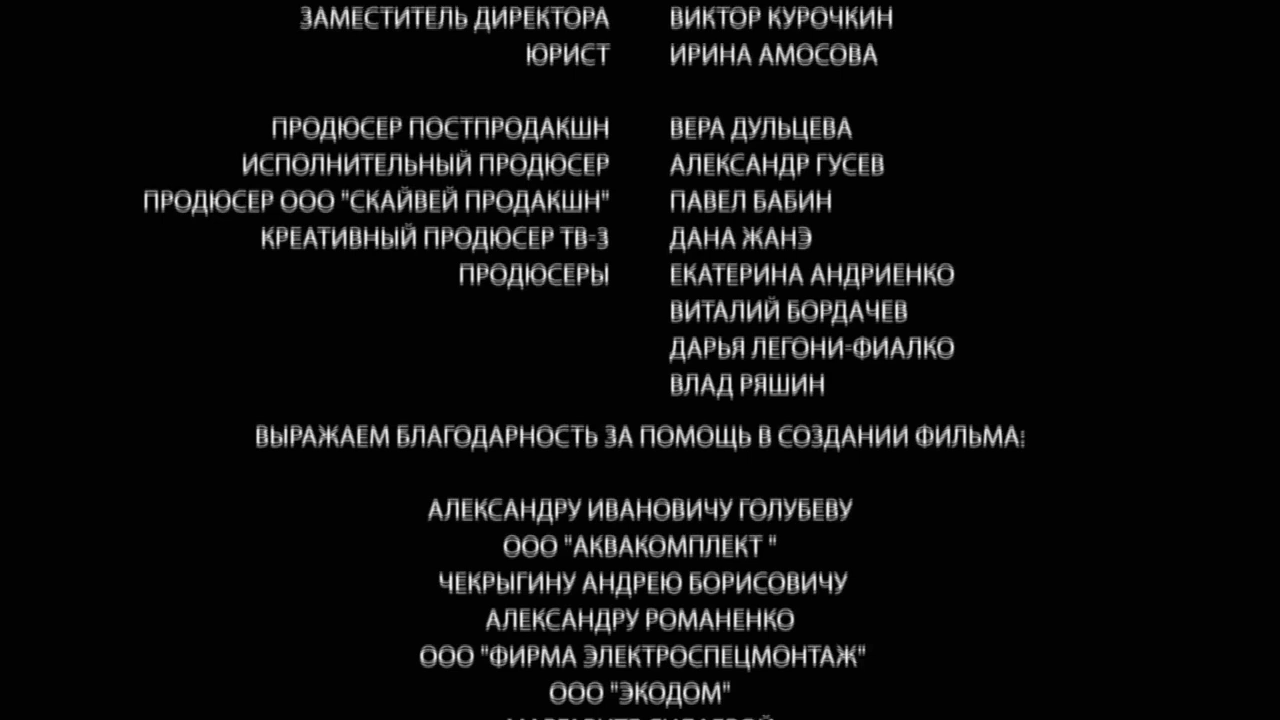 ЗАМЕСТИТЕЛЬ ДИРЕКТОРА ВИКТОР КУРОЧКИН
ЮРИСТ ИРИНА АМОСОВА
ПРОДЮСЕР ПОСТПРОДАКШН ВЕРА ДУЛЬЦЕВА
ИСПОЛНИТЕЛЬНЫЙ ПРОДЮСЕР АЛЕКСАНДР ГУСЕВ
ПРОДЮСЕР ООО "СКАЙВЕЙ ПРОДАКШН" ПАВЕЛ БАБИН
КРЕАТИВНЫЙ ПРОДЮСЕР ТВ-3 ДАНА ЖАНЭ
ПРОДЮСЕРЫ ЕКАТЕРИНА АНДРИЕНКО
ВИТАЛИЙ БОРДАЧЕВ
ДАРЬЯ ЛЕГОНИ-ФИАЛКО
ВЛАД РЯШИН
ВЫРАЖАЕМ БЛАГОДАРНОСТЬ ЗА ПОМОЩЬ В СОЗДАНИИ ФИЛЬМА:
АЛЕКСАНДРУ ИВАНОВИЧУ ГОЛУБЕВУ
ООО "АКВАКОМПЛЕКТ "
ЧЕКРЫГИНУ АНДРЕЮ БОРИСОВИЧУ
АЛЕКСАНДРУ РОМАНЕНКО
ООО "ФИРМА ЭЛЕКТРОСПЕЦМОНТАЖ"
ООО "ЭКОДОМ"